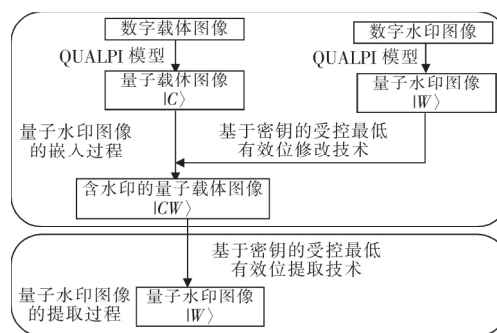 数字载体图像
数字水印图像
QUALPI 模型
QUALPI 模型
量子载体图像
|C⟩
量子水印图像
|W⟩
量子水印图像
的嵌入过程
基于密钥的受控最低
有效位修改技术
含水印的量子载体图像
|CW⟩
基于密钥的受控最低
有效位提取技术
量子水印图像
的提取过程
量子水印图像
|W⟩